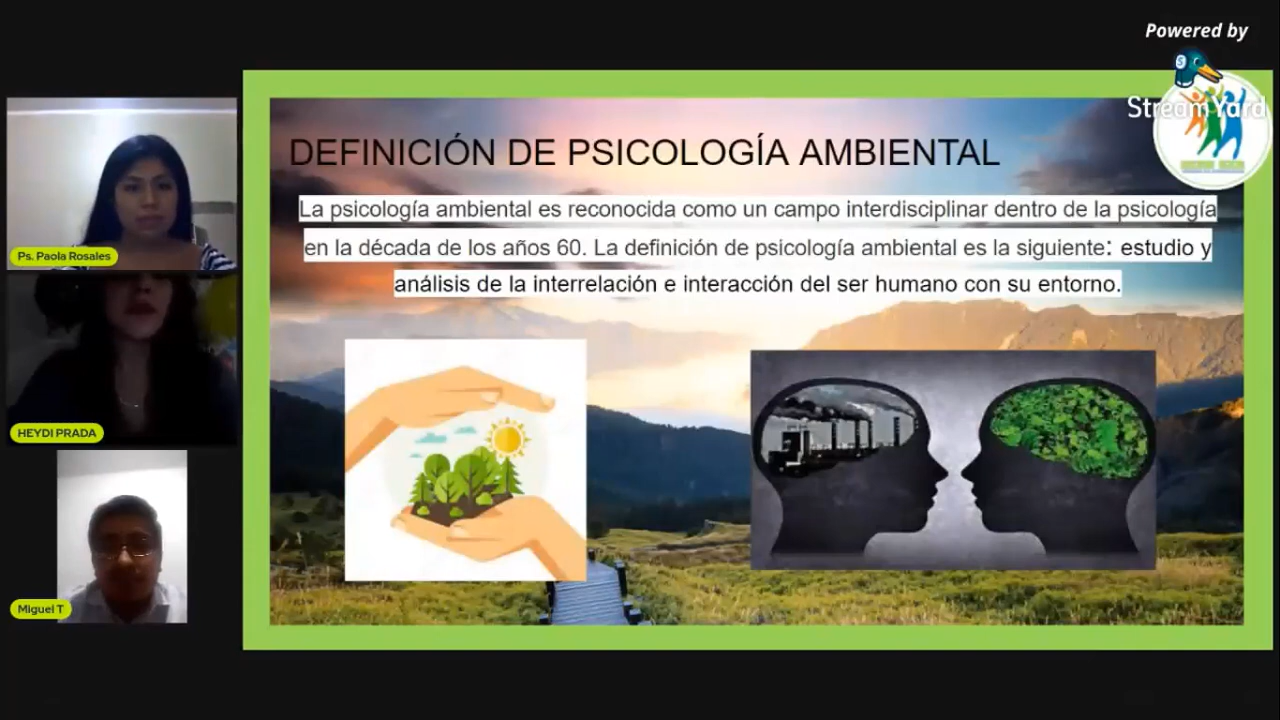 Powered by
StreamYard
DEFINICIÓN DE PSICOLOGÍA AMBIENTAL
La psicología ambiental es reconocida como un campo interdisciplinar dentro de la psicología
en la década de los años 60. La definición de psicología ambiental es la siguiente: estudio y
análisis de la interrelación e interacción del ser humano con su entorno.
Ps. Paola Rosales
HEYDI PRADA
Miguel T